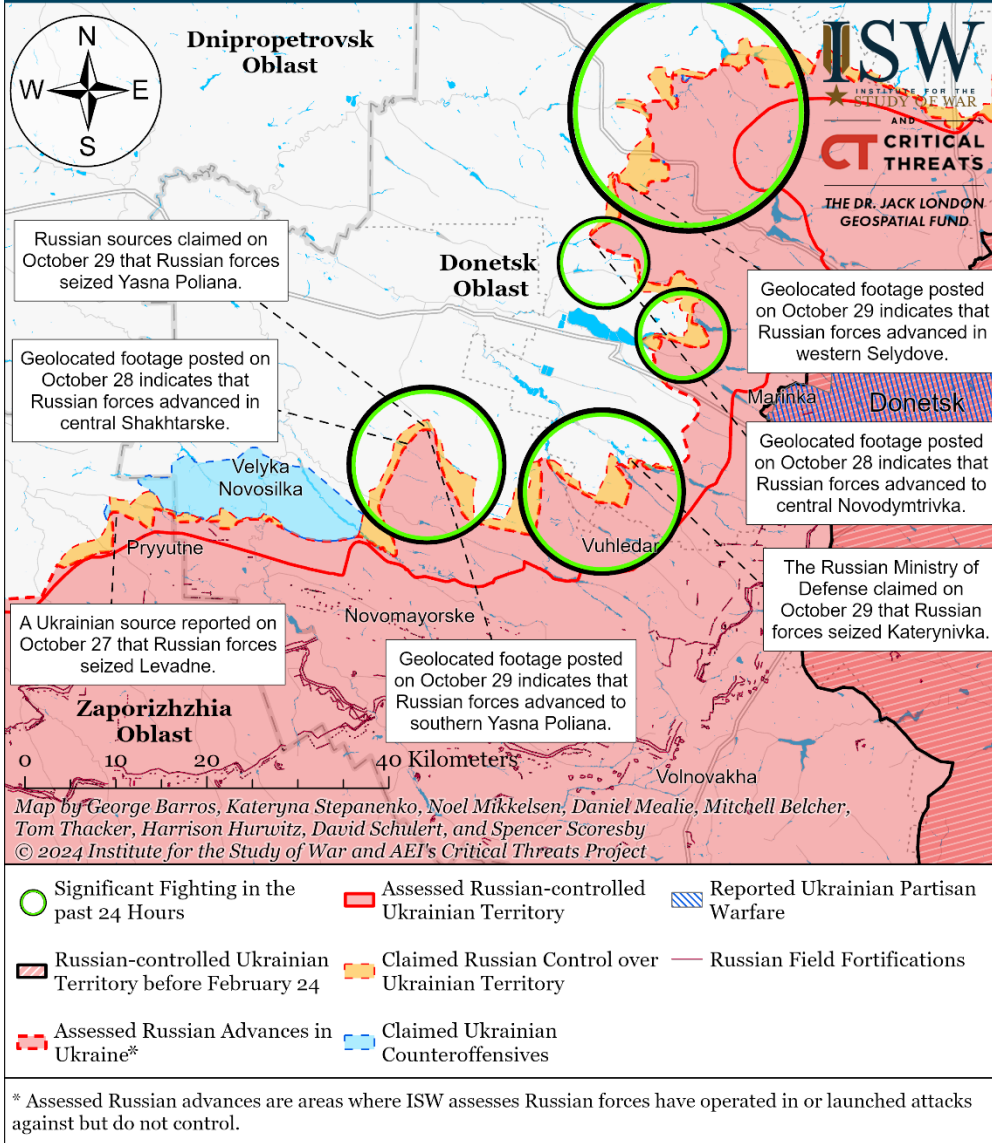 N
W
E
S
Dnipropetrovsk
Oblast
ISW
INSTITUTE FOR THE
STUDY OF WAR
AND
CT CRITICAL
THREATS
THE DR. JACK LONDON
GEOSPATIAL FUND
Russian sources claimed on
October 29 that Russian forces
seized Yasna Poliana.
Donetsk
Oblast
Geolocated footage posted
on October 29 indicates that
Russian forces advanced in
western Selydove.
Geolocated footage posted on
October 28 indicates that
Russian forces advanced in
central Shakhtarske.
Marinka
Donetsk
Geolocated footage posted
on October 28 indicates that
Russian forces advanced to
central Novodymtrivka.
Velyka
Novosilka
Pryyutne
Vuhledar
The Russian Ministry of
Defense claimed on
October 29 that Russian
forces seized Katerynivka.
A Ukrainian source reported on
October 27 that Russian forces
seized Levadne.
Novomayorske
Geolocated footage posted
on October 29 indicates that
Russian forces advanced to
southern Yasna Poliana.
Zaporizhzhia
Oblast
0 10 20 40 Kilometers
Volnovakha
Map by George Barros, Kateryna Stepanenko, Noel Mikkelsen, Daniel Mealie, Mitchell Belcher,
Tom Thacker, Harrison Hurwitz, David Schulert, and Spencer Scoresby
© 2024 Institute for the Study of War and AEI's Critical Threats Project
Significant Fighting in the
past 24 Hours
Assessed Russian-controlled
Ukrainian Territory
Reported Ukrainian Partisan
Warfare
Russian-controlled Ukrainian
Territory before February 24
Claimed Russian Control over
Ukrainian Territory
Russian Field Fortifications
Assessed Russian Advances in
Ukraine*
Claimed Ukrainian
Counteroffensives
* Assessed Russian advances are areas where ISW assesses Russian forces have operated in or launched attacks
against but do not control.